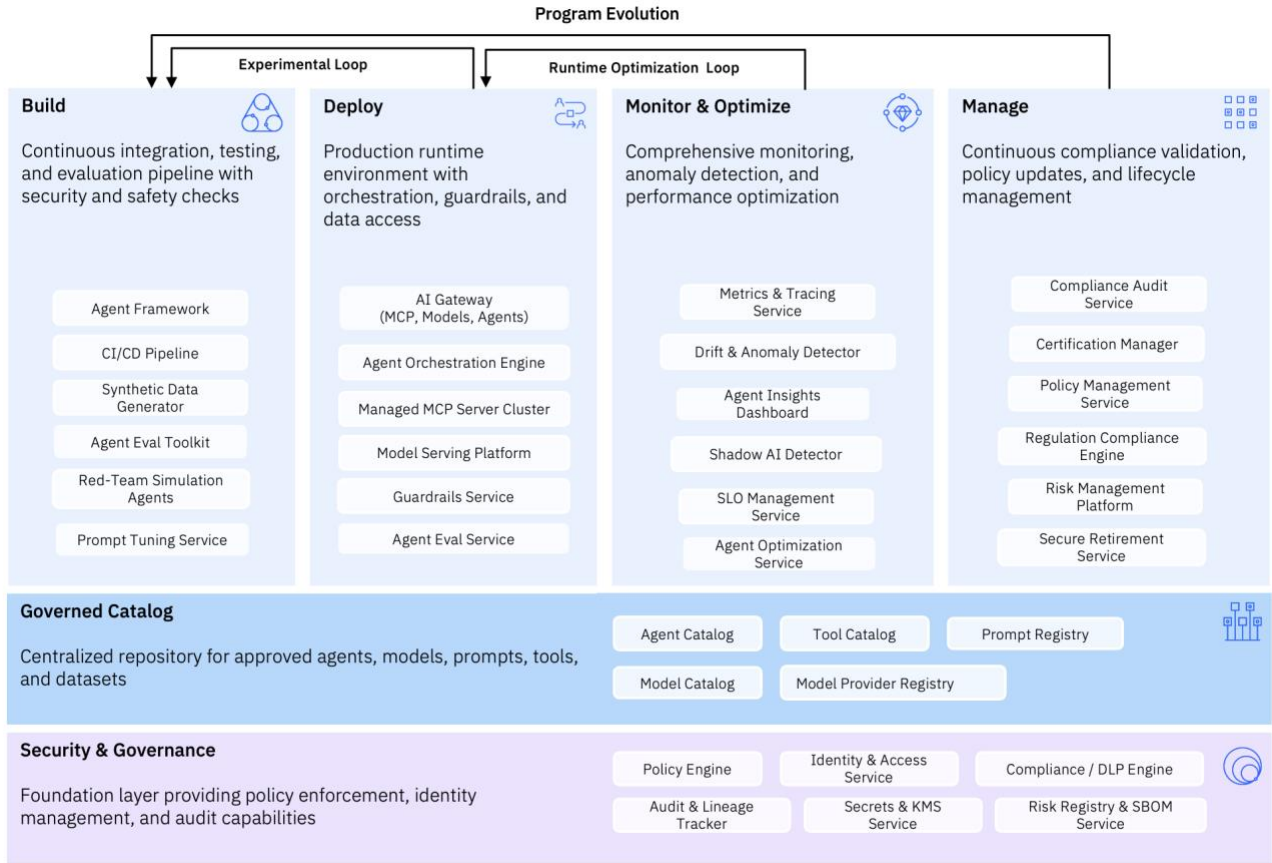 Program Evolution
Experimental Loop
Runtime Optimization Loop
Build
Continuous integration, testing,
and evaluation pipeline with
security and safety checks
Agent Framework
CI/CD Pipeline
Synthetic Data
Generator
Agent Eval Toolkit
Red-Team Simulation
Agents
Prompt Tuning Service
Deploy
Production runtime
environment with
orchestration, guardrails, and
data access
AI Gateway
(MCP, Models, Agents)
Agent Orchestration Engine
Managed MCP Server Cluster
Model Serving Platform
Guardrails Service
Agent Eval Service
Monitor & Optimize
Comprehensive monitoring,
anomaly detection, and
performance optimization
Metrics & Tracing
Service
Drift & Anomaly Detector
Agent Insights
Dashboard
Shadow AI Detector
SLO Management
Service
Agent Optimization
Service
Manage
Continuous compliance validation,
policy updates, and lifecycle
management
Compliance Audit
Service
Certification Manager
Policy Management
Service
Regulation Compliance
Engine
Risk Management
Platform
Secure Retirement
Service
Governed Catalog
Centralized repository for approved agents, models, prompts, tools,
and datasets
Agent Catalog
Tool Catalog
Prompt Registry
Model Catalog
Model Provider Registry
Security & Governance
Foundation layer providing policy enforcement, identity
management, and audit capabilities
Policy Engine
Identity & Access
Service
Compliance / DLP Engine
Audit & Lineage
Tracker
Secrets & KMS
Service
Risk Registry & SBOM
Service